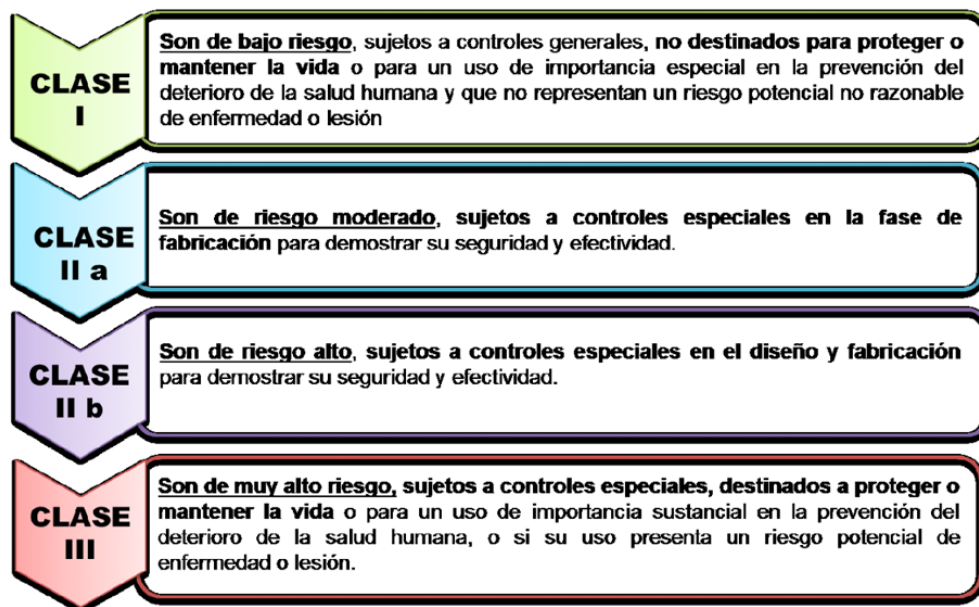 CLASE
I
Son de bajo riesgo, sujetos a controles generales, no destinados para proteger o
mantener la vida o para un uso de importancia especial en la prevención del
deterioro de la salud humana y que no representan un riesgo potencial no razonable
de enfermedad o lesión
CLASE
II a
Son de riesgo moderado, sujetos a controles especiales en la fase de
fabricación para demostrar su seguridad y efectividad.
CLASE
II b
Son de riesgo alto, sujetos a controles especiales en el diseño y fabricación
para demostrar su seguridad y efectividad.
CLASE
III
Son de muy alto riesgo, sujetos a controles especiales, destinados a proteger o
mantener la vida o para un uso de importancia sustancial en la prevención del
deterioro de la salud humana, o si su uso presenta un riesgo potencial de
enfermedad o lesión.